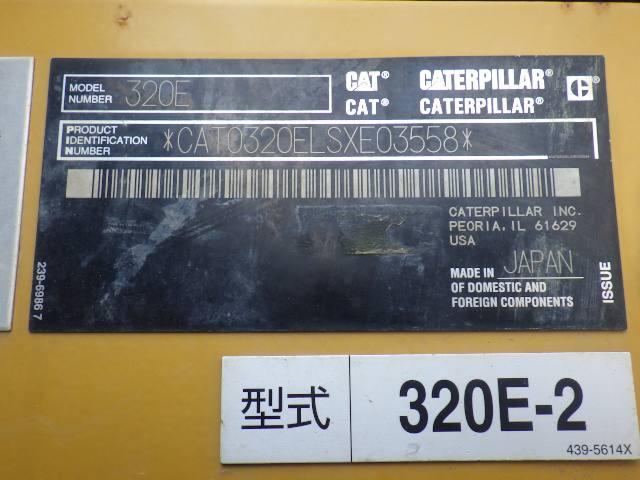 MODEL NUMBER 320E
CAT® CATERPILLAR®
CAT® CATERPILLAR®
PRODUCT IDENTIFICATION NUMBER *CAT0320ELSXE03558*
CATERPILLAR INC.
PEORIA, IL 61629
USA
MADE IN JAPAN
OF DOMESTIC AND
FOREIGN COMPONENTS
ISSUE
239-6986 7
型式 320E-2
439-5614X